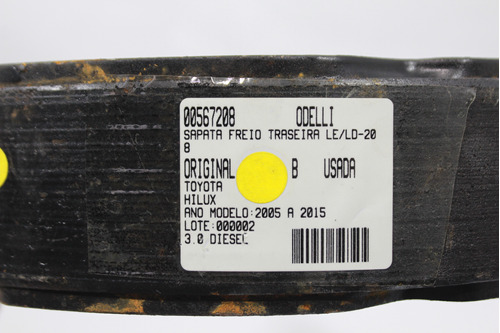 00567208 ODELLI
SAPATA FREIO TRASEIRA LE/LD-20
8
ORIGINAL B USADA
TOYOTA
HILUX
ANO MODELO:2005 A 2015
LOTE:000002
3.0 DIESEL